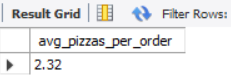 Result Grid Filter Rows:
avg_pizzas_per_order
2.32